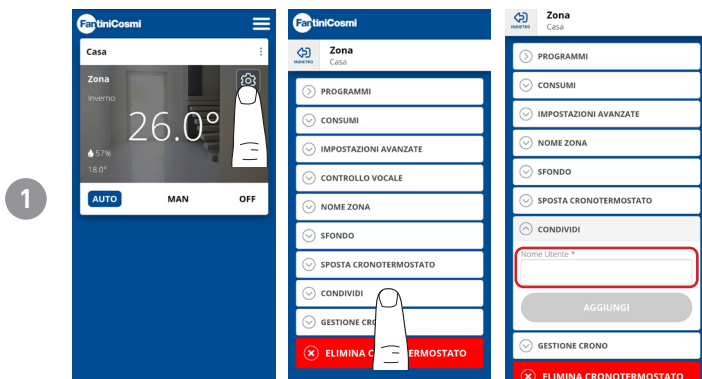 1
FantiniCosmi
Casa
Zona
Inverno
26.0°
57%
18.0°
AUTO MAN OFF
FantiniCosmi
INDIETRO
Zona
Casa
PROGRAMMI
CONSUMI
IMPOSTAZIONI AVANZATE
CONTROLLO VOCALE
NOME ZONA
SFONDO
SPOSTA CRONOTERMOSTATO
CONDIVIDI
GESTIONE CRO
ELIMINA C ERMOSTATO
INDIETRO
Zona
Casa
PROGRAMMI
CONSUMI
IMPOSTAZIONI AVANZATE
NOME ZONA
SFONDO
SPOSTA CRONOTERMOSTATO
CONDIVIDI
Nome Utente *
AGGIUNGI
GESTIONE CRONO
ELIMINA CRONOTERMOSTATO